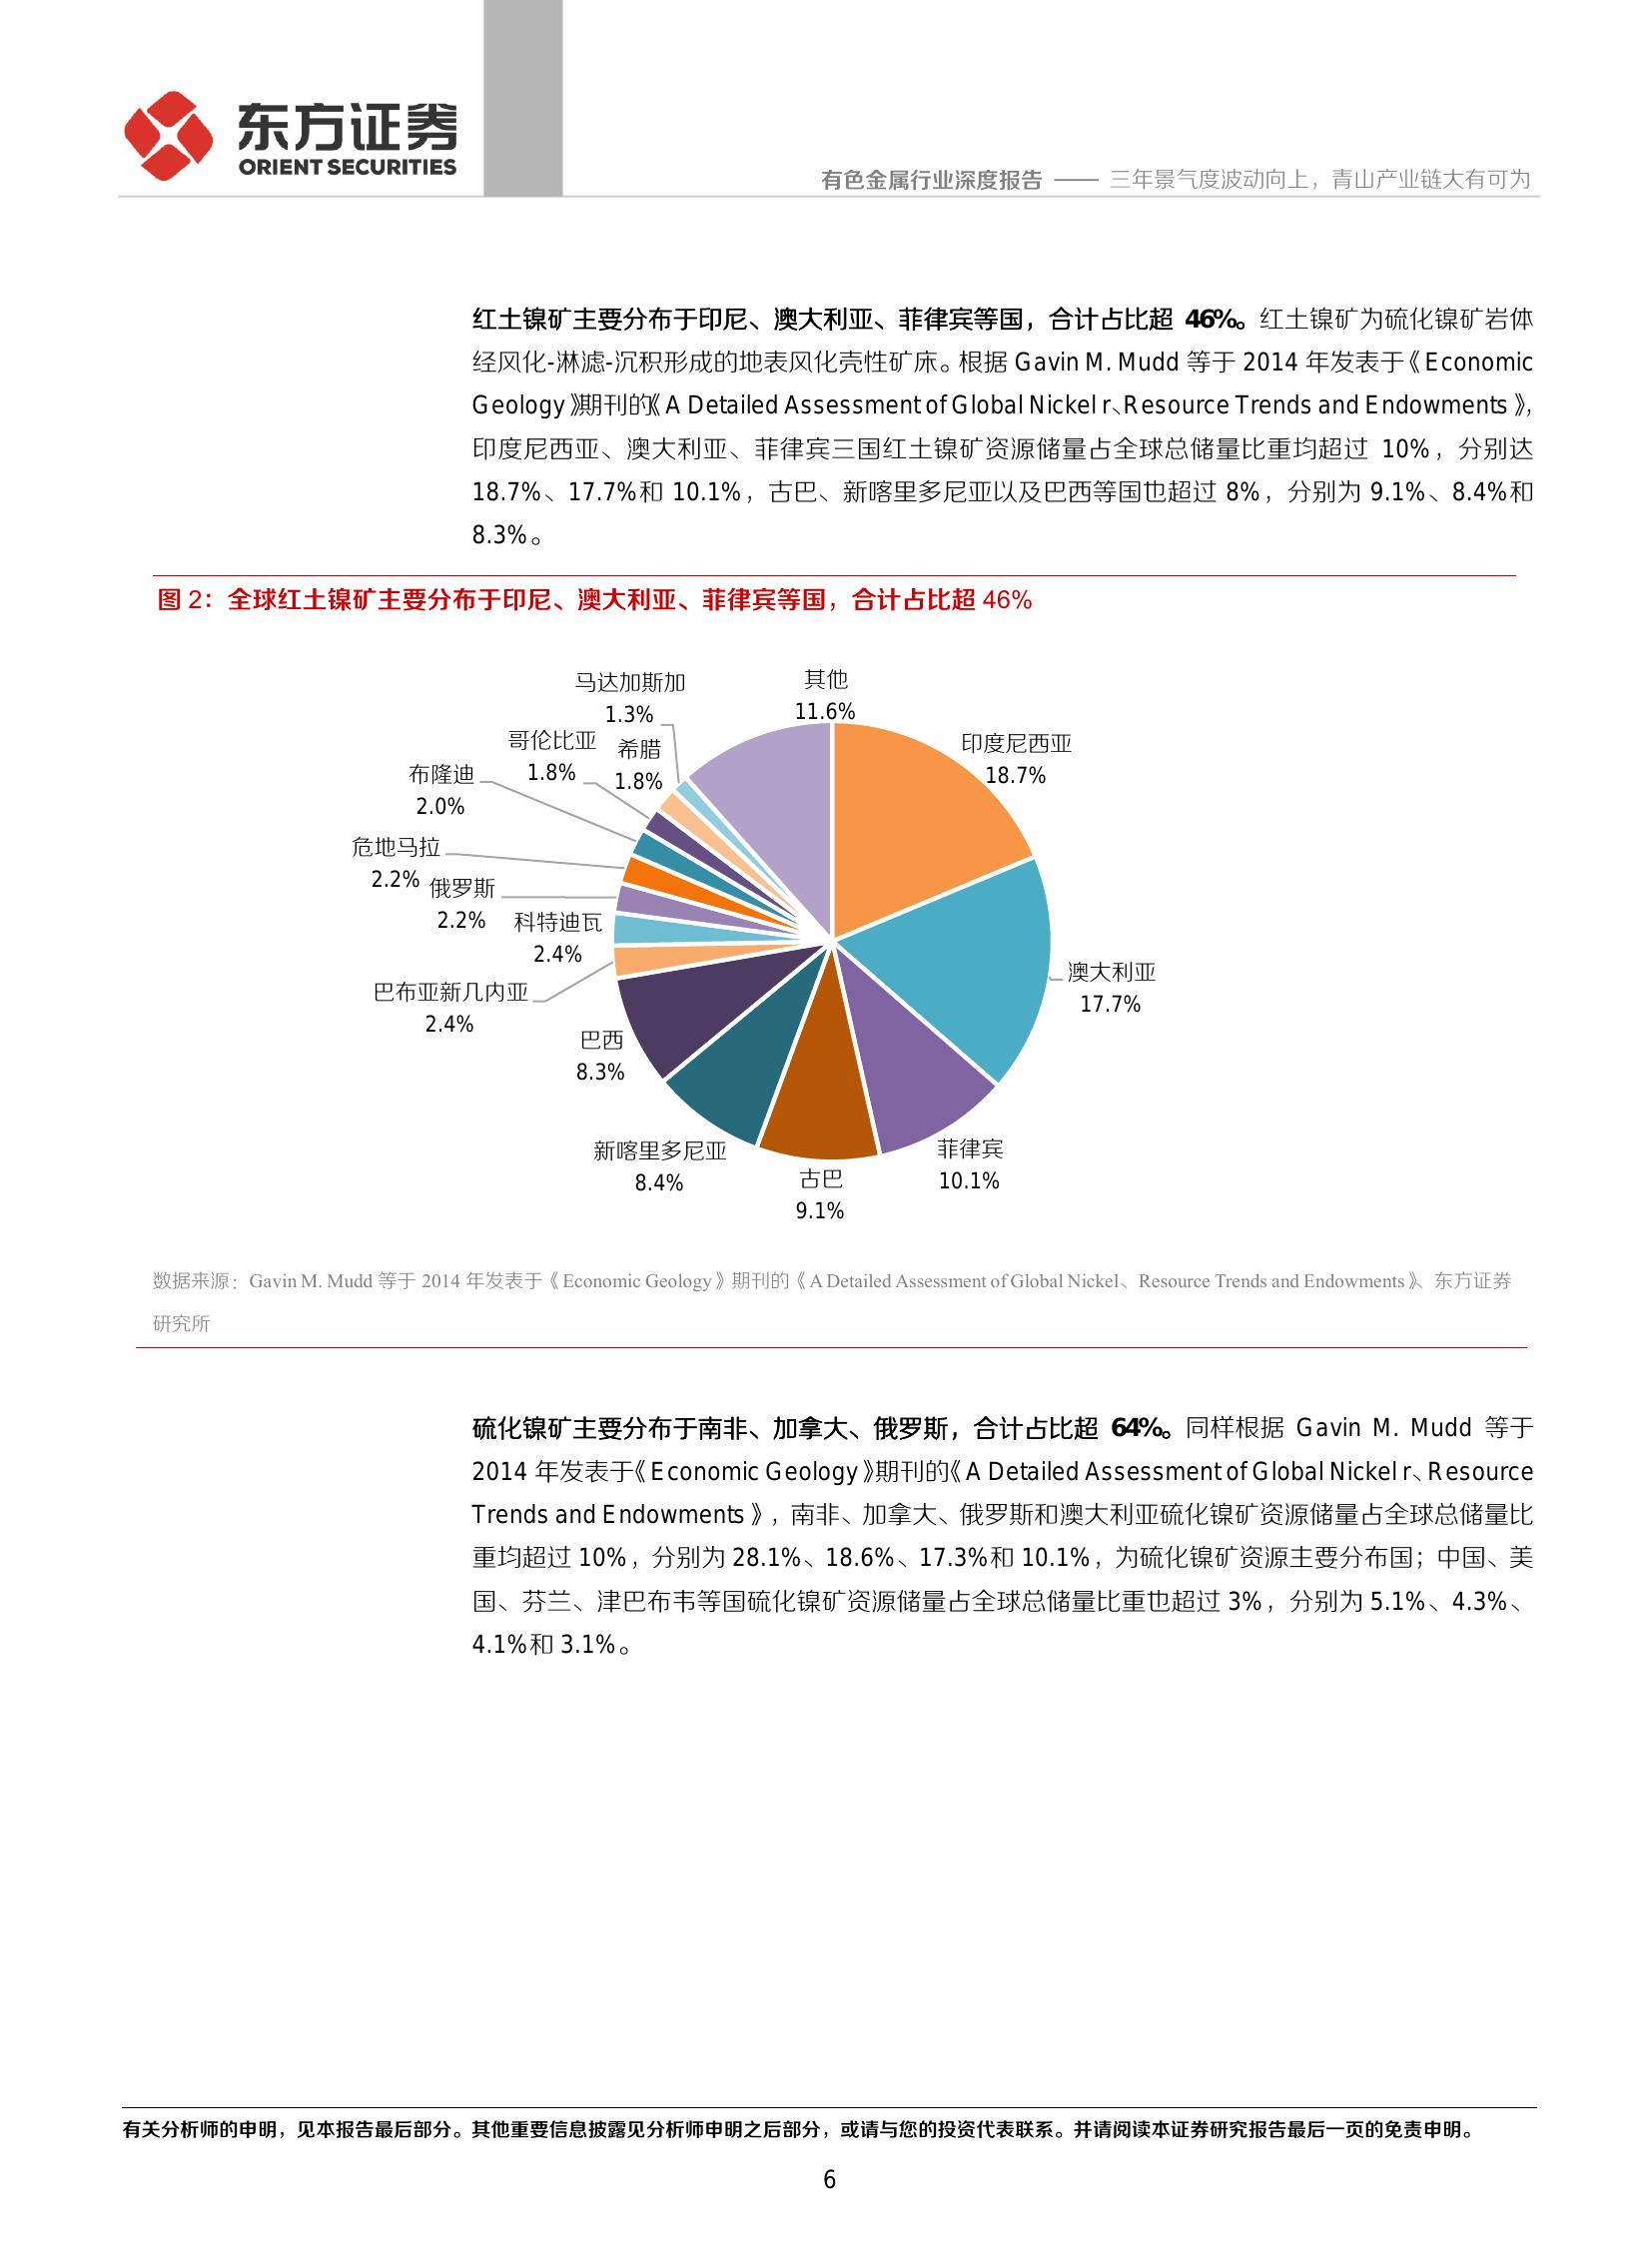 东方证券
ORIENT SECURITIES
有色金属行业深度报告 —— 三年景气度波动向上，青山产业链大有可为
红土镍矿主要分布于印尼、澳大利亚、菲律宾等国，合计占比超 46%。红土镍矿为硫化镍矿岩体
经风化-淋滤-沉积形成的地表风化壳性矿床。根据 Gavin M. Mudd 等于 2014 年发表于《Economic
Geology》期刊的《A Detailed Assessment of Global Nickel r、Resource Trends and Endowments》，
印度尼西亚、澳大利亚、菲律宾三国红土镍矿资源储量占全球总储量比重均超过 10%，分别达
18.7%、17.7%和 10.1%，古巴、新喀里多尼亚以及巴西等国也超过 8%，分别为 9.1%、8.4%和
8.3%。
图 2：全球红土镍矿主要分布于印尼、澳大利亚、菲律宾等国，合计占比超 46%
马达加斯加
1.3%
其他
11.6%
哥伦比亚
1.8%
希腊
1.8%
印度尼西亚
18.7%
布隆迪
2.0%
危地马拉
2.2%
俄罗斯
2.2%
科特迪瓦
2.4%
澳大利亚
17.7%
巴布亚新几内亚
2.4%
巴西
8.3%
新喀里多尼亚
8.4%
古巴
9.1%
菲律宾
10.1%
数据来源：Gavin M. Mudd 等于 2014 年发表于《Economic Geology》期刊的《A Detailed Assessment of Global Nickel、Resource Trends and Endowments》、东方证券
研究所
硫化镍矿主要分布于南非、加拿大、俄罗斯，合计占比超 64%。同样根据 Gavin M. Mudd 等于
2014 年发表于《Economic Geology》期刊的《A Detailed Assessment of Global Nickel r、Resource
Trends and Endowments》，南非、加拿大、俄罗斯和澳大利亚硫化镍矿资源储量占全球总储量比
重均超过 10%，分别为 28.1%、18.6%、17.3%和 10.1%，为硫化镍矿资源主要分布国；中国、美
国、芬兰、津巴布韦等国硫化镍矿资源储量占全球总储量比重也超过 3%，分别为 5.1%、4.3%、
4.1%和 3.1%。
有关分析师的申明，见本报告最后部分。其他重要信息披露见分析师申明之后部分，或请与您的投资代表联系。并请阅读本证券研究报告最后一页的免责申明。
6